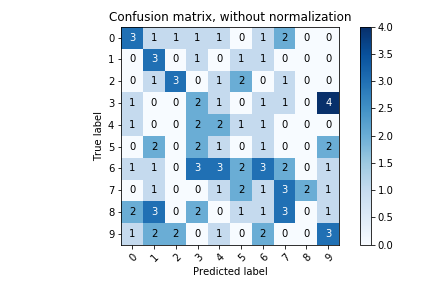 Confusion matrix, without normalization
0 3 1 1 1 1 0 1 2 0 0
1 0 3 0 1 0 1 1 0 0 0
2 0 1 3 0 1 2 0 1 0 0
3 1 0 0 2 1 0 1 1 0 4
4 1 0 0 2 2 1 1 0 0 0
5 0 2 0 2 1 0 1 0 0 2
6 1 1 0 3 3 2 3 2 0 1
7 0 1 0 0 1 2 1 3 2 1
8 2 3 0 2 0 1 1 3 0 1
9 1 2 2 0 1 0 2 0 0 3
0 1 2 3 4 5 6 7 8 9
True label
Predicted label
4.0
3.5
3.0
2.5
2.0
1.5
1.0
0.5
0.0